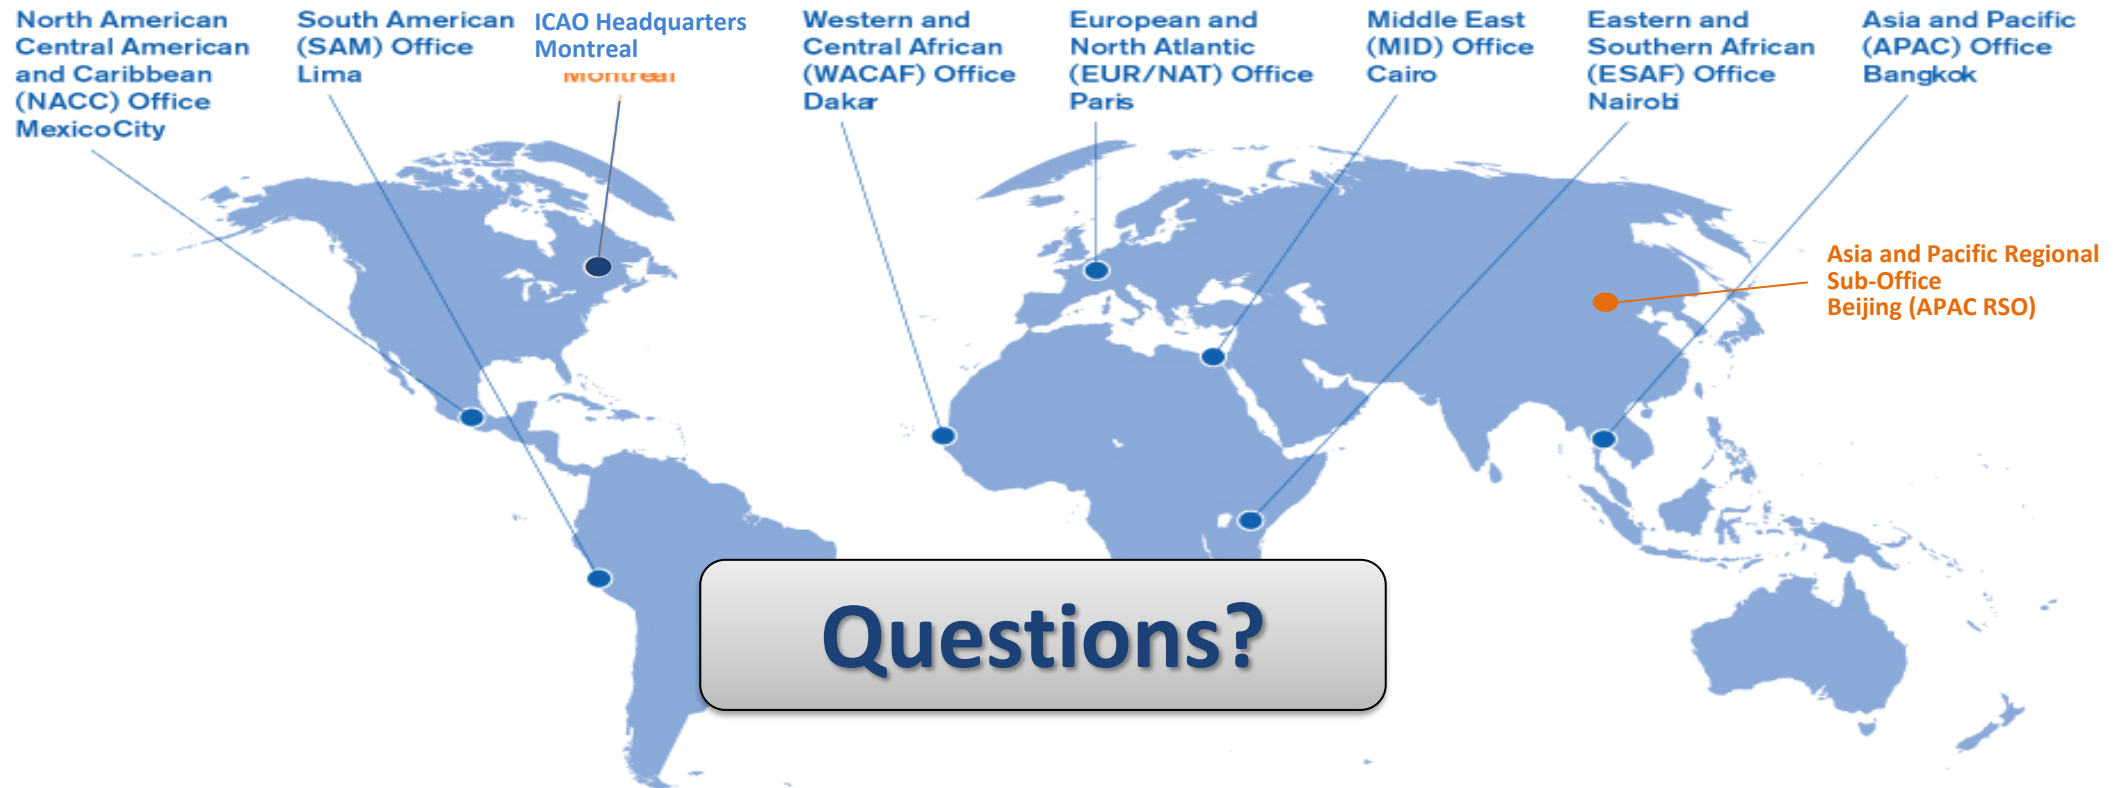 North American
Central American
and Caribbean
(NACC) Office
MexicoCity
South American
(SAM) Office
Lima
ICAO Headquarters
Montreal
Montreal
Western and
Central African
(WACAF) Office
Dakar
European and
North Atlantic
(EUR/NAT) Office
Paris
Middle East
(MID) Office
Cairo
Eastern and
Southern African
(ESAF) Office
Nairobi
Asia and Pacific
(APAC) Office
Bangkok
Asia and Pacific Regional
Sub-Office
Beijing (APAC RSO)
Questions?